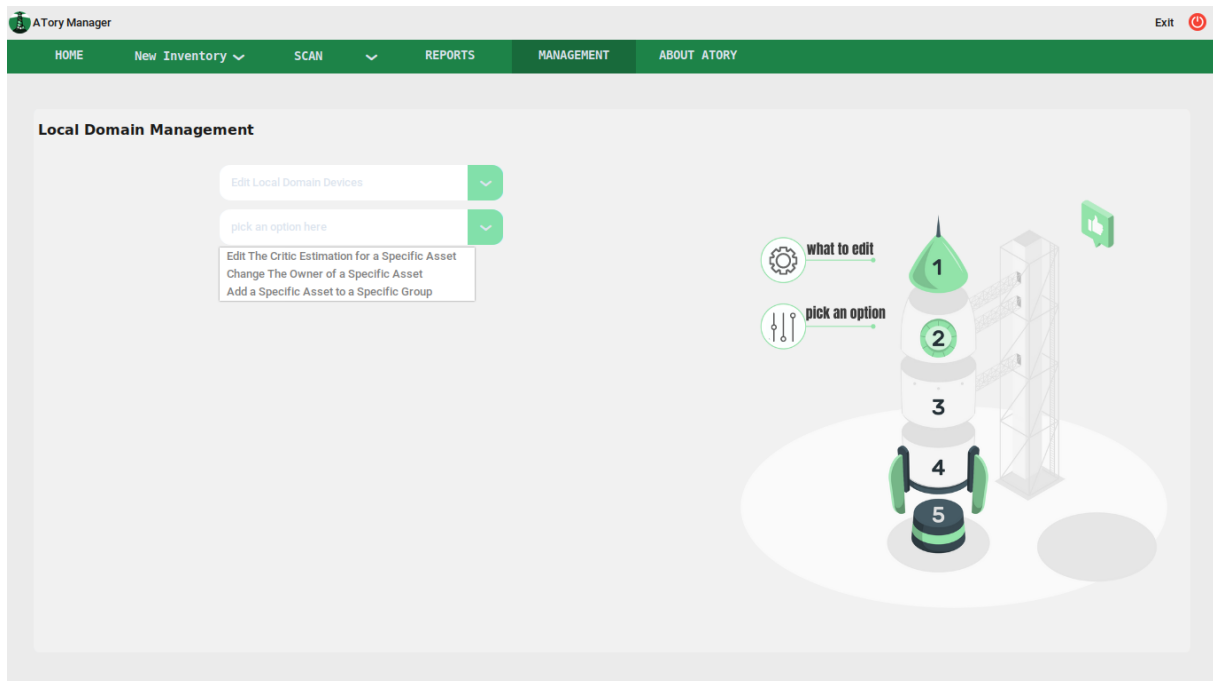 ATory Manager
Exit
HOME
New Inventory
SCAN
REPORTS
MANAGEMENT
ABOUT ATORY
Local Domain Management
Edit Local Domain Devices
pick an option here
Edit The Critic Estimation for a Specific Asset
Change The Owner of a Specific Asset
Add a Specific Asset to a Specific Group
what to edit
pick an option
1
2
3
4
5